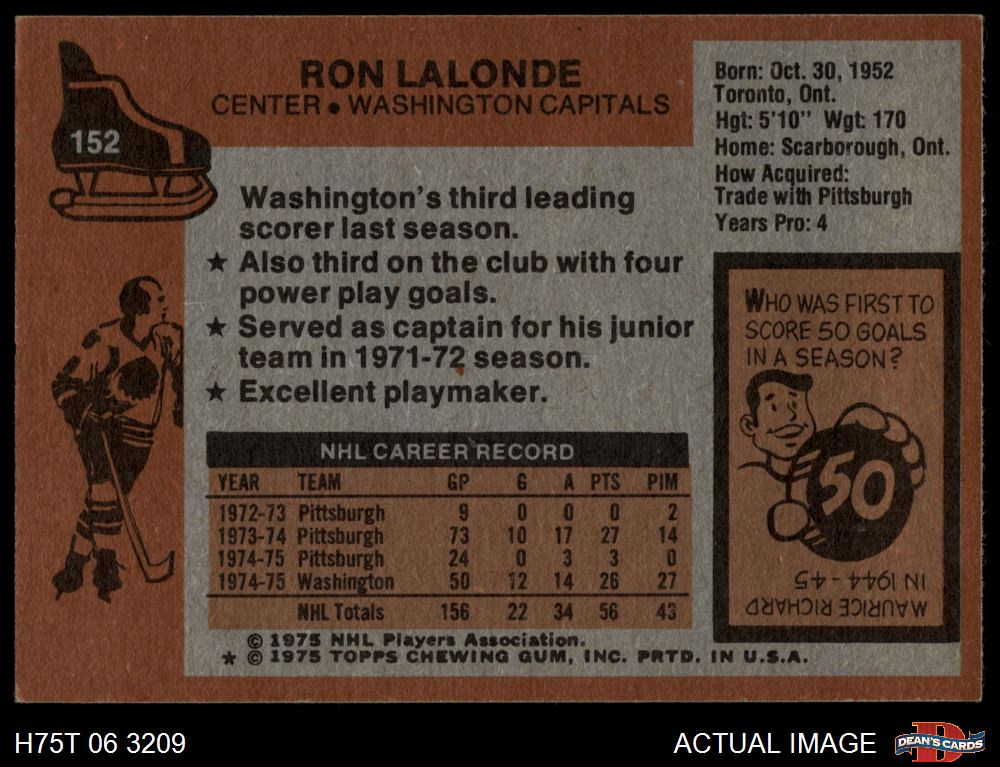 152
RON LALONDE
CENTER • WASHINGTON CAPITALS
Born: Oct. 30, 1952
Toronto, Ont.
Hgt: 5'10" Wgt: 170
Home: Scarborough, Ont.
How Acquired:
Trade with Pittsburgh
Years Pro: 4
Washington's third leading
scorer last season.
★ Also third on the club with four
power play goals.
★ Served as captain for his junior
team in 1971-72 season.
★ Excellent playmaker.
NHL CAREER RECORD
YEAR TEAM GP G A PTS PIM
1972-73 Pittsburgh 9 0 0 0 2
1973-74 Pittsburgh 73 10 17 27 14
1974-75 Pittsburgh 24 0 3 3 0
1974-75 Washington 50 12 14 26 27
NHL Totals 156 22 34 56 43
© 1975 NHL Players Association.
★ © 1975 TOPPS CHEWING GUM, INC. PRTD. IN U.S.A.
WHO WAS FIRST TO
SCORE 50 GOALS
IN A SEASON?
50
MAURICE RICHARD
IN 1944-45
H75T 06 3209
ACTUAL IMAGE
D
DEAN'S CARDS